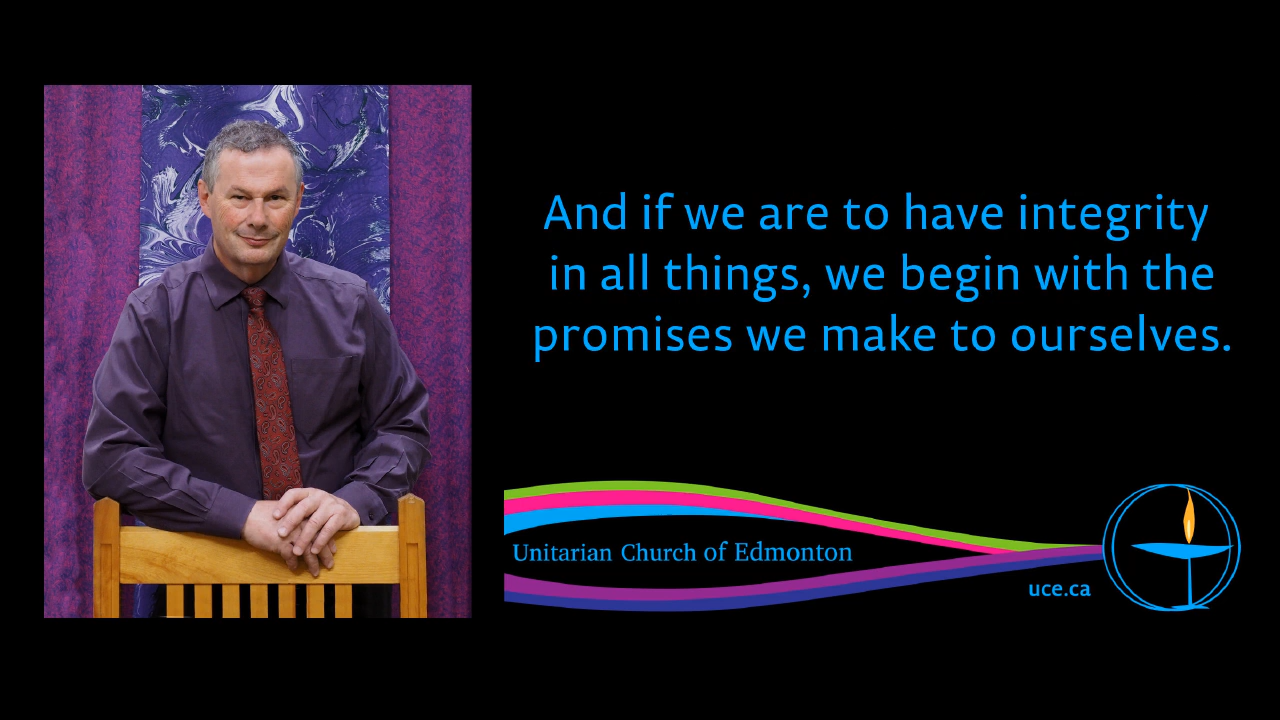 And if we are to have integrity
in all things, we begin with the
promises we make to ourselves.
Unitarian Church of Edmonton
uce.ca